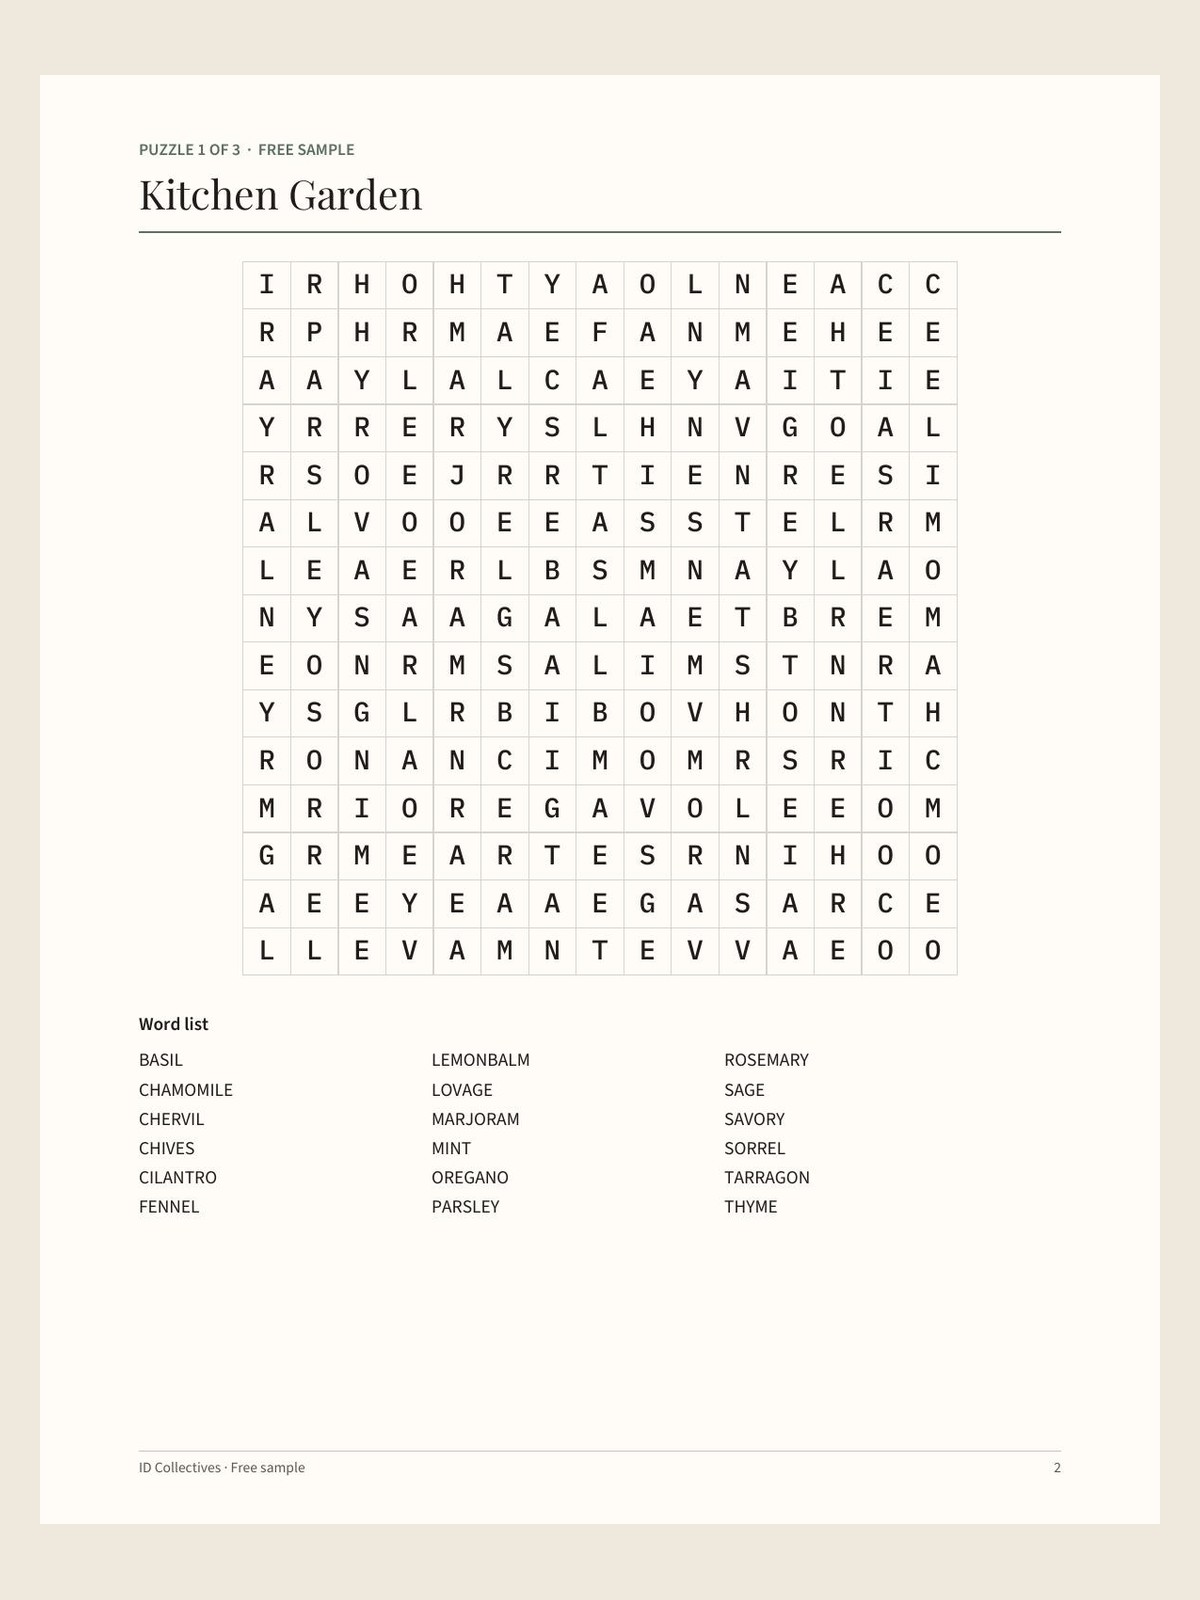 PUZZLE 1 OF 3 · FREE SAMPLE
Kitchen Garden
I R H O H T Y A O L N E A C C
R P H R M A E F A N M E H E E
A A Y L A L C A E Y A I T I E
Y R R E R Y S L H N V G O A L
R S O E J R R T I E N R E S I
A L V O O E E A S S T E L R M
L E A E R L B S M N A Y L A O
N Y S A A G A L A E T B R E M
E O N R M S A L I M S T N R A
Y S G L R B I B O V H O N T H
R O N A N C I M O M R S R I C
M R I O R E G A V O L E E O M
G R M E A R T E S R N I H O O
A E E Y E A A E G A S A R C E
L L E V A M N T E V V A E O O
Word list
BASIL LEMONBALM ROSEMARY
CHAMOMILE LOVAGE SAGE
CHERVIL MARJORAM SAVORY
CHIVES MINT SORREL
CILANTRO OREGANO TARRAGON
FENNEL PARSLEY THYME
ID Collectives · Free sample 2